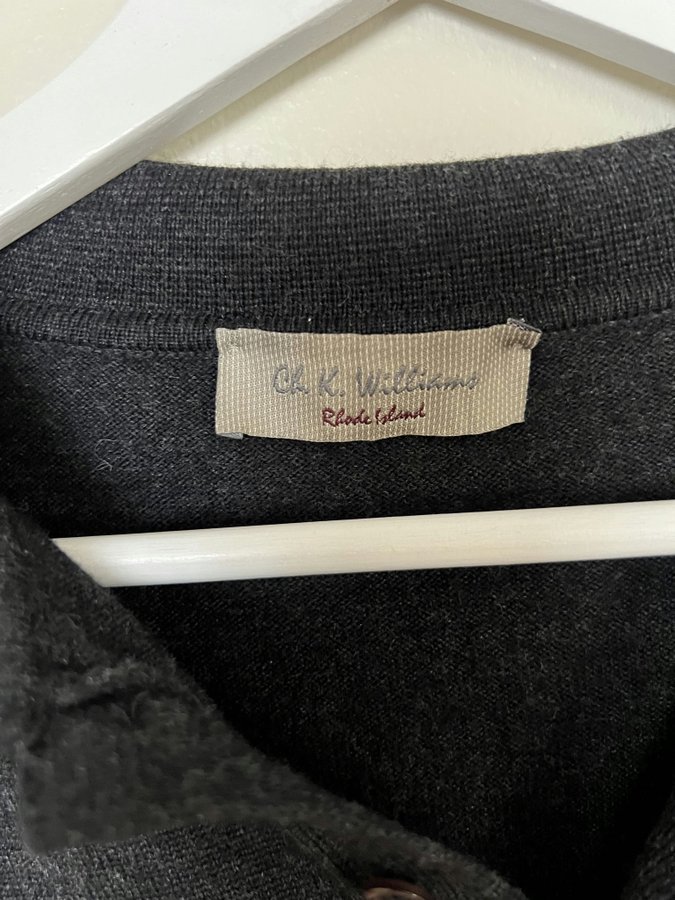 Ch. K. Williams
Rhode Island